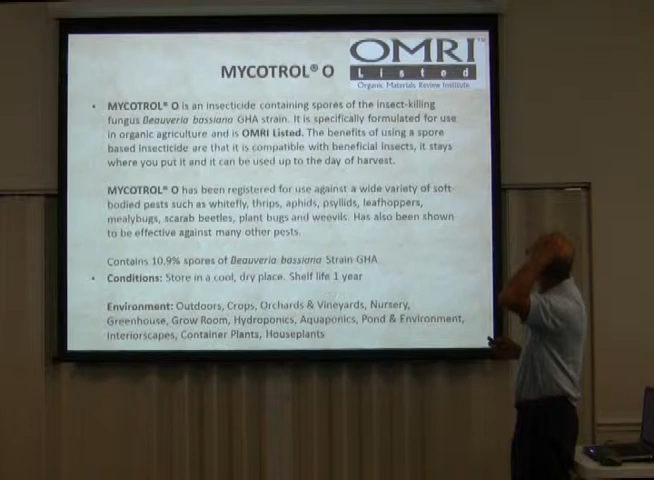 OMRI™
Listed
Organic Materials Review Institute
MYCOTROL® O
• MYCOTROL® O is an insecticide containing spores of the insect-killing
fungus Beauveria bassiana GHA strain. It is specifically formulated for use
in organic agriculture and is OMRI Listed. The benefits of using a spore
based insecticide are that it is compatible with beneficial insects, it stays
where you put it and it can be used up to the day of harvest.
MYCOTROL® O has been registered for use against a wide variety of soft-
bodied pests such as whitefly, thrips, aphids, psyllids, leafhoppers,
mealybugs, scarab beetles, plant bugs and weevils. Has also been shown
to be effective against many other pests.
Contains 10.9% spores of Beauveria bassiana Strain GHA
• Conditions: Store in a cool, dry place. Shelf life 1 year
Environment: Outdoors, Crops, Orchards & Vineyards, Nursery,
Greenhouse, Grow Room, Hydroponics, Aquaponics, Pond & Environment,
Interiorscapes, Container Plants, Houseplants